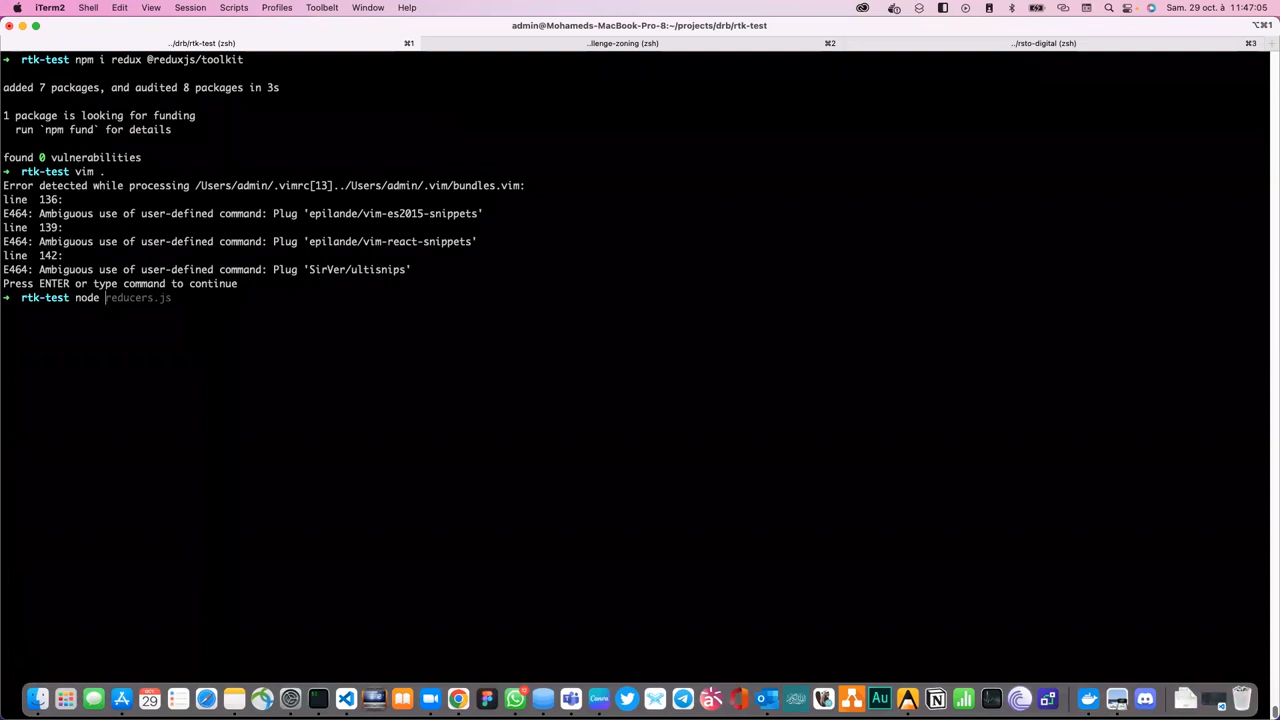 iTerm2 Shell Edit View Session Scripts Profiles Toolbelt Window Help Sam. 29 oct. à 11:47:05
admin@Mohameds-MacBook-Pro-8:~/projects/drb/rtk-test ⌥⌘1
../drb/rtk-test (zsh) ⌘1 ..llenge-zoning (zsh) ⌘2 ../rsto-digital (zsh) ⌘3
➜ rtk-test npm i redux @reduxjs/toolkit
added 7 packages, and audited 8 packages in 3s
1 package is looking for funding
run `npm fund` for details
found 0 vulnerabilities
➜ rtk-test vim .
Error detected while processing /Users/admin/.vimrc[13]../Users/admin/.vim/bundles.vim:
line 136:
E464: Ambiguous use of user-defined command: Plug 'epilande/vim-es2015-snippets'
line 139:
E464: Ambiguous use of user-defined command: Plug 'epilande/vim-react-snippets'
line 142:
E464: Ambiguous use of user-defined command: Plug 'SirVer/ultisnips'
Press ENTER or type command to continue
➜ rtk-test node reducers.js
29
Canva
Au